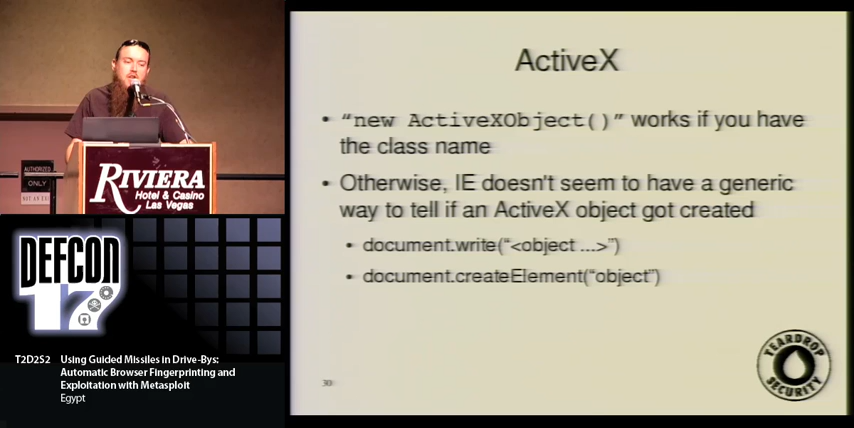 ActiveX
• "new ActiveXObject()" works if you have
the class name
• Otherwise, IE doesn't seem to have a generic
way to tell if an ActiveX object got created
• document.write("<object ...>")
• document.createElement("object")
30
TEARDROP
SECURITY
AUTHORIZED
ONLY
RIVIERA
Hotel & Casino
Las Vegas
DEFCON
17
T2D2S2 Using Guided Missiles in Drive-Bys:
Automatic Browser Fingerprinting and
Exploitation with Metasploit
Egypt